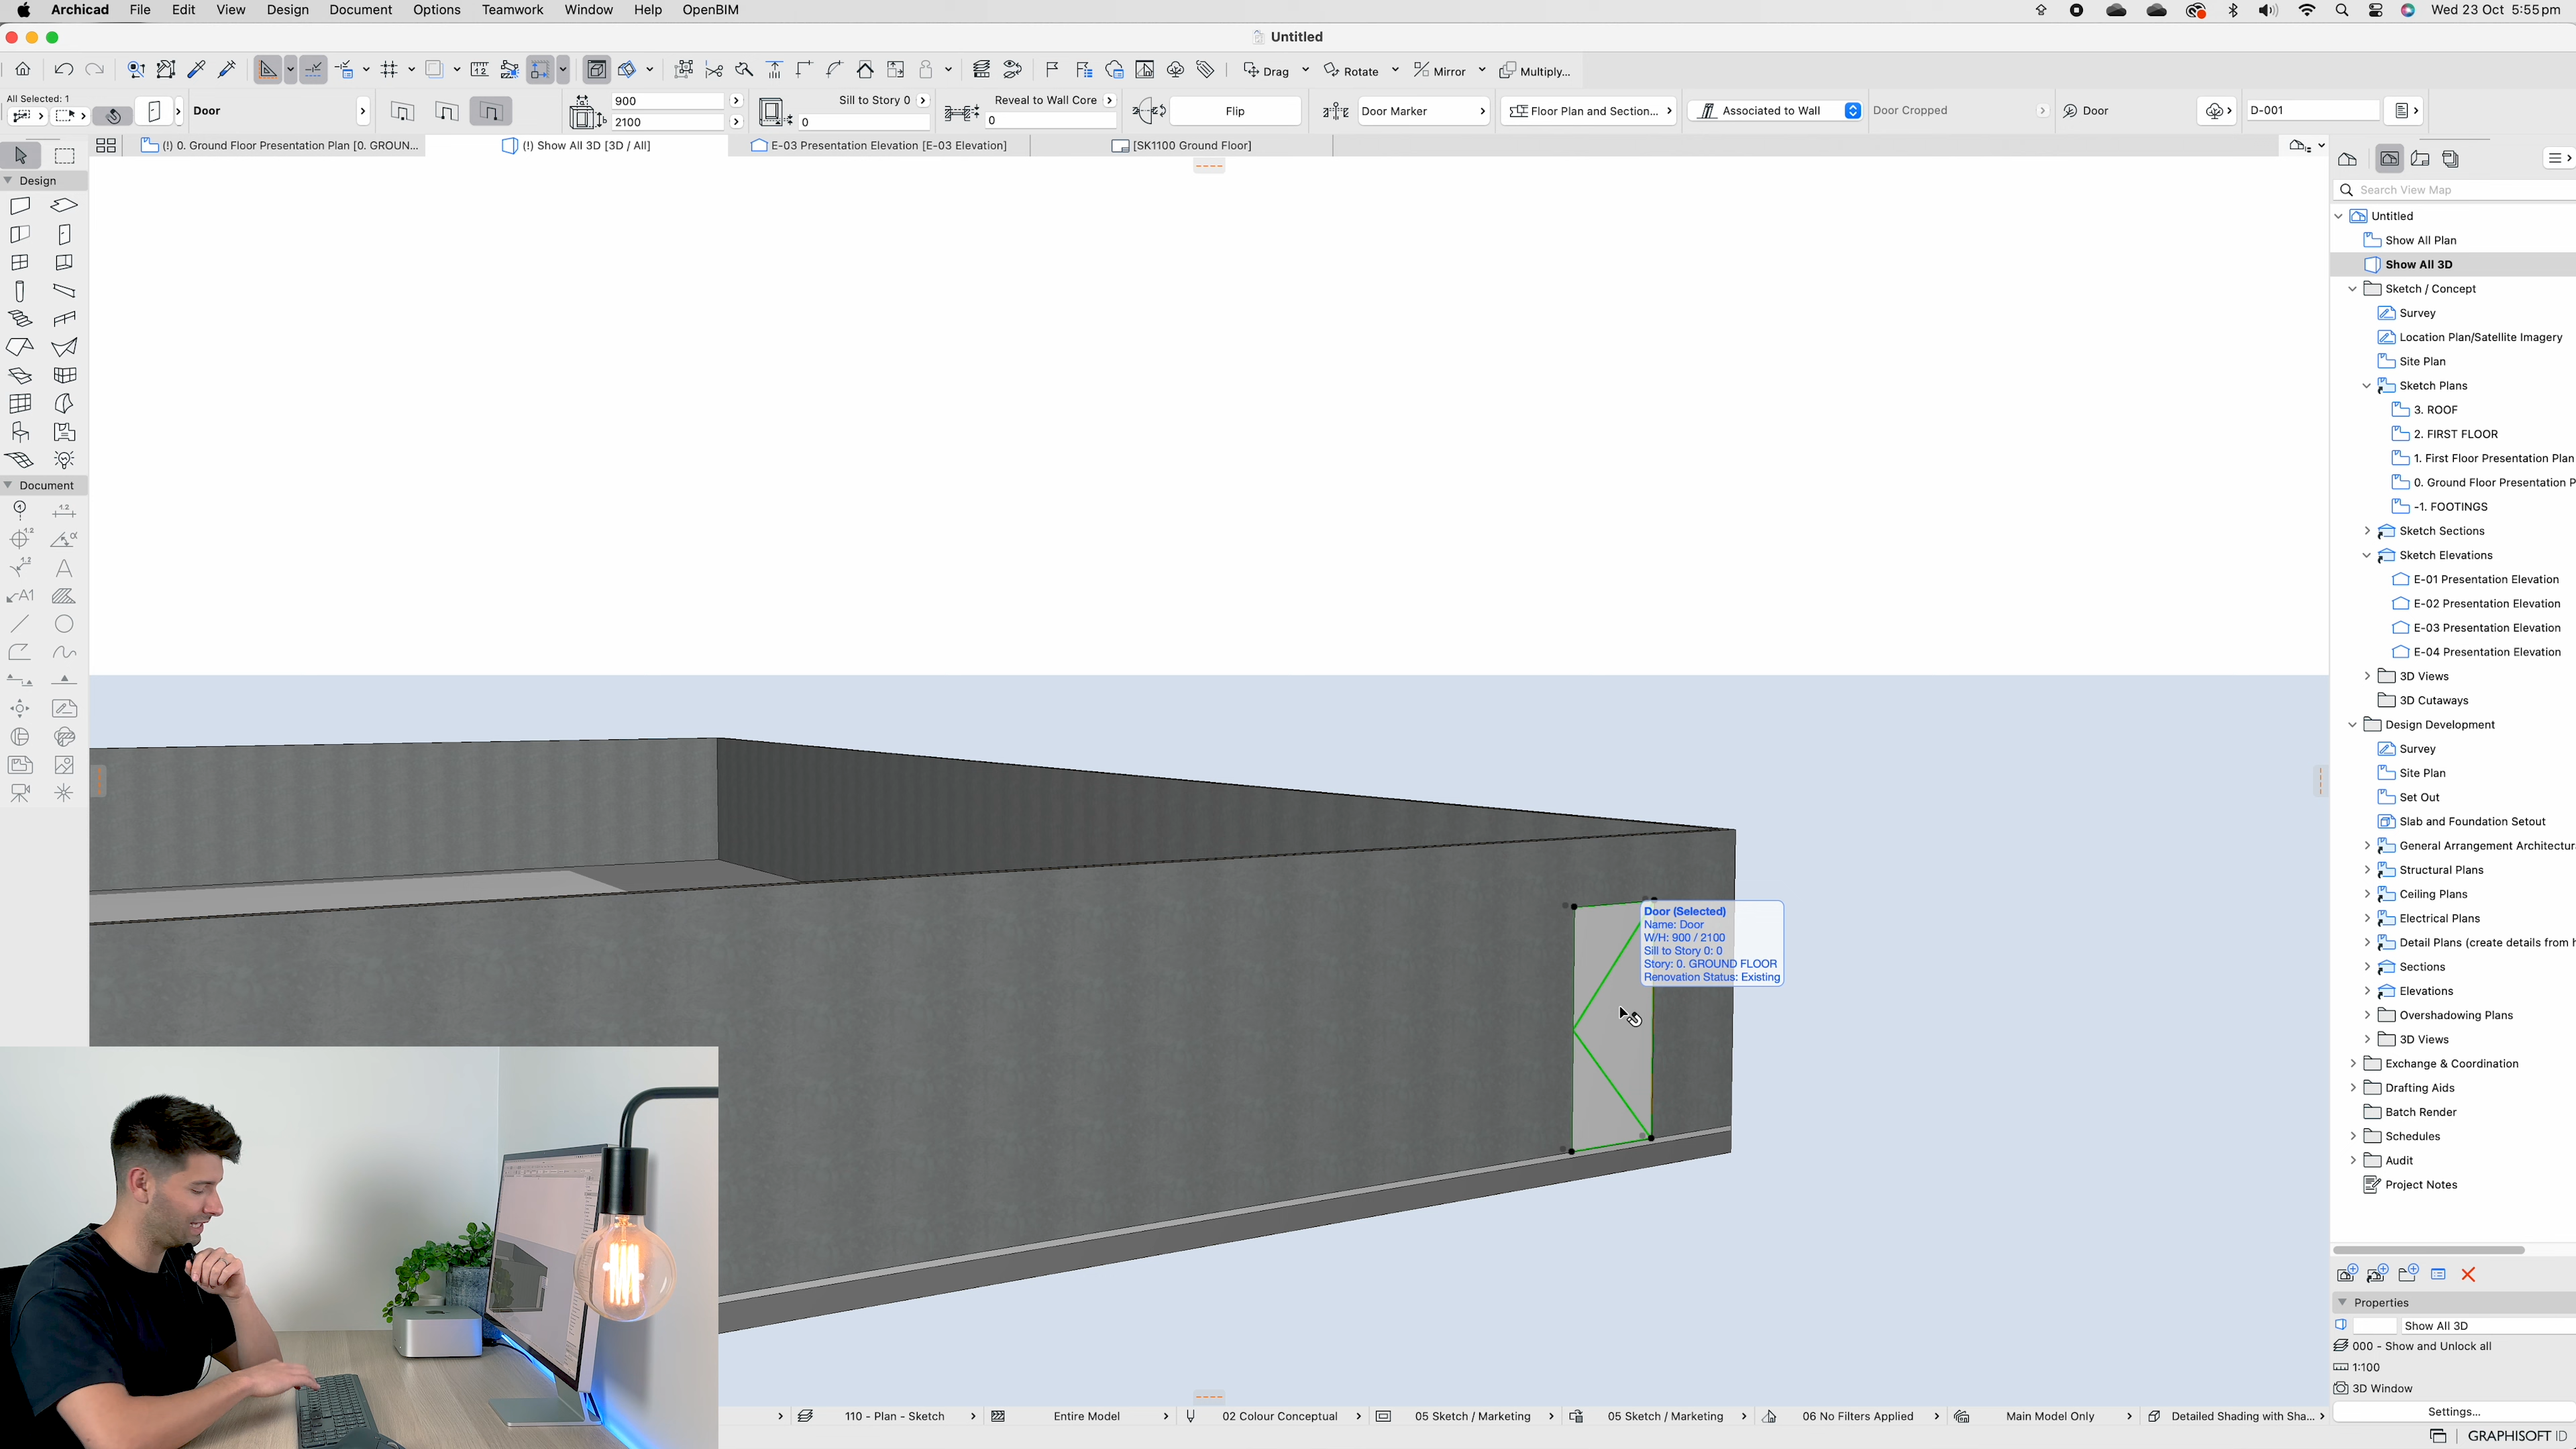 Archicad File Edit View Design Document Options Teamwork Window Help OpenBIM Wed 23 Oct 5:55 pm
Untitled
Drag Rotate Mirror Multiply...
All Selected: 1
Door
900
2100
Sill to Story 0
0
Reveal to Wall Core
0
Flip
Door Marker
Floor Plan and Section...
Associated to Wall
Door Cropped
Door
D-001
(!) 0. Ground Floor Presentation Plan [0. GROUN...
(!) Show All 3D [3D / All]
E-03 Presentation Elevation [E-03 Elevation]
[SK1100 Ground Floor]
Design
Document
1.2
1.2
α
1.2
A
A1
Door (Selected)
Name: Door
W/H: 900 / 2100
Sill to Story 0: 0
Story: 0. GROUND FLOOR
Renovation Status: Existing
Search View Map
Untitled
Show All Plan
Show All 3D
Sketch / Concept
Survey
Location Plan/Satellite Imagery
Site Plan
Sketch Plans
3. ROOF
2. FIRST FLOOR
1. First Floor Presentation Plan
0. Ground Floor Presentation P
-1. FOOTINGS
Sketch Sections
Sketch Elevations
E-01 Presentation Elevation
E-02 Presentation Elevation
E-03 Presentation Elevation
E-04 Presentation Elevation
3D Views
3D Cutaways
Design Development
Survey
Site Plan
Set Out
Slab and Foundation Setout
General Arrangement Architectur
Structural Plans
Ceiling Plans
Electrical Plans
Detail Plans (create details from h
Sections
Elevations
Overshadowing Plans
3D Views
Exchange & Coordination
Drafting Aids
Batch Render
Schedules
Audit
Project Notes
Properties
Show All 3D
000 - Show and Unlock all
1:100
3D Window
Settings...
110 - Plan - Sketch
Entire Model
02 Colour Conceptual
05 Sketch / Marketing
05 Sketch / Marketing
06 No Filters Applied
Main Model Only
Detailed Shading with Sha...
GRAPHISOFT ID